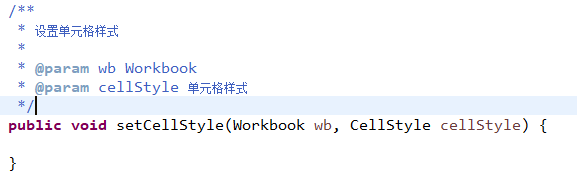 /**
 * 设置单元格样式
 *
 * @param wb Workbook
 * @param cellStyle 单元格样式
 */
public void setCellStyle(Workbook wb, CellStyle cellStyle) {
}